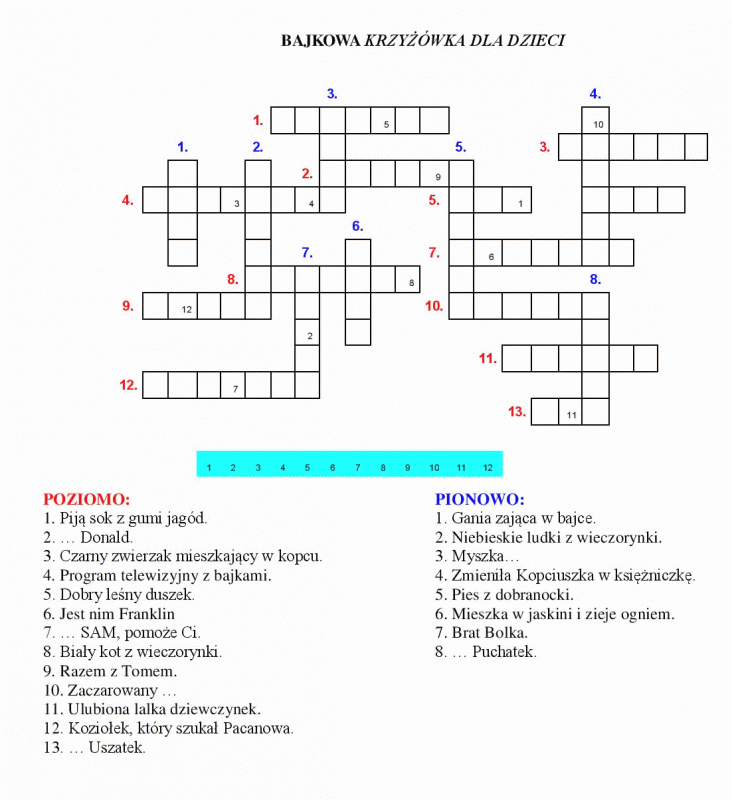 BAJKOWA KRZYŻÓWKA DLA DZIECI
3. 4.
1. 5 10
1. 2. 5. 3.
2. 9
4. 3 4 5. 1
6.
7. 7. 6
8. 8 8.
9. 12 10.
2
11.
12. 7
13. 11
1 2 3 4 5 6 7 8 9 10 11 12
POZIOMO:
1. Piją sok z gumi jagód.
2. … Donald.
3. Czarny zwierzak mieszkający w kopcu.
4. Program telewizyjny z bajkami.
5. Dobry leśny duszek.
6. Jest nim Franklin
7. … SAM, pomoże Ci.
8. Biały kot z wieczorynki.
9. Razem z Tomem.
10. Zaczarowany …
11. Ulubiona lalka dziewczynek.
12. Koziołek, który szukał Pacanowa.
13. … Uszatek.
PIONOWO:
1. Gania zająca w bajce.
2. Niebieskie ludki z wieczorynki.
3. Myszka…
4. Zmieniła Kopciuszka w księżniczkę.
5. Pies z dobranocki.
6. Mieszka w jaskini i zieje ogniem.
7. Brat Bolka.
8. … Puchatek.